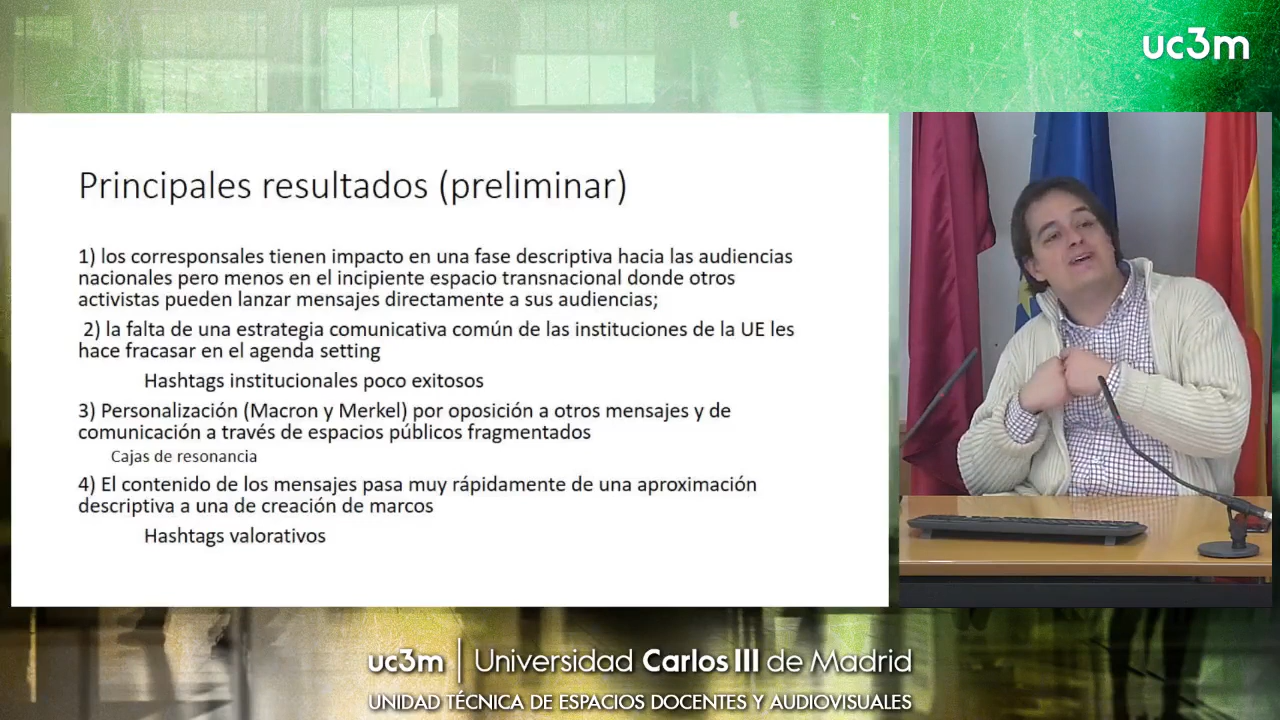 uc3m
Principales resultados (preliminar)
1) los corresponsales tienen impacto en una fase descriptiva hacia las audiencias
nacionales pero menos en el incipiente espacio transnacional donde otros
activistas pueden lanzar mensajes directamente a sus audiencias;
2) la falta de una estrategia comunicativa común de las instituciones de la UE les
hace fracasar en el agenda setting
Hashtags institucionales poco exitosos
3) Personalización (Macron y Merkel) por oposición a otros mensajes y de
comunicación a través de espacios públicos fragmentados
Cajas de resonancia
4) El contenido de los mensajes pasa muy rápidamente de una aproximación
descriptiva a una de creación de marcos
Hashtags valorativos
uc3m | Universidad Carlos III de Madrid
UNIDAD TÉCNICA DE ESPACIOS DOCENTES Y AUDIOVISUALES